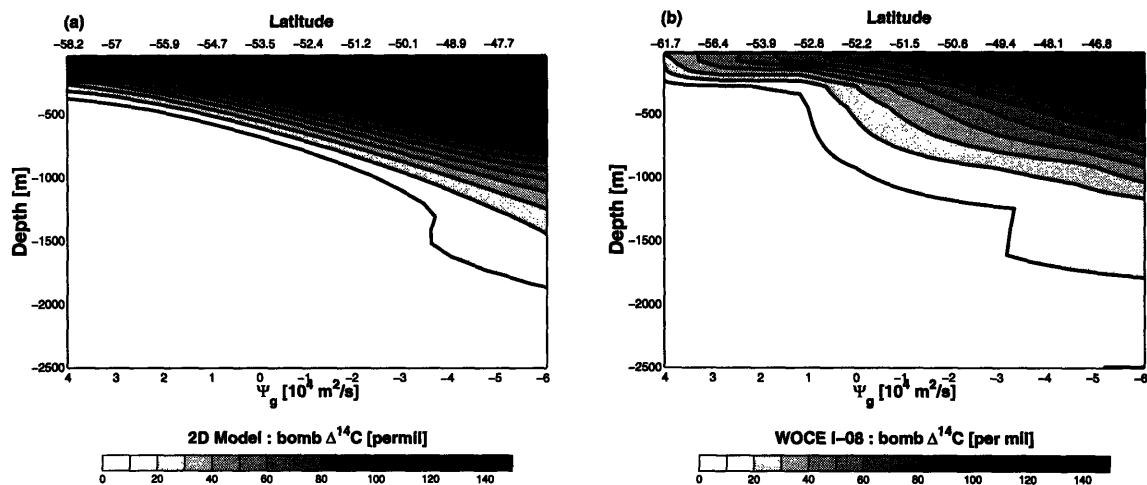 (a)
Latitude
−58.2 −57 −55.9 −54.7 −53.5 −52.4 −51.2 −50.1 −48.9 −47.7
Depth [m]
−500
−1000
−1500
−2000
−2500
4 3 2 1 0 −1 −2 −3 −4 −5 −6
Ψg [10⁴ m²/s]
2D Model : bomb Δ¹⁴C [permil]
0 20 40 60 80 100 120 140
(b)
Latitude
−61.7 −56.4 −53.9 −52.8 −52.2 −51.5 −50.6 −49.4 −48.1 −46.8
Depth [m]
−500
−1000
−1500
−2000
−2500
4 3 2 1 0 −1 −2 −3 −4 −5 −6
Ψg [10⁴ m²/s]
WOCE I−08 : bomb Δ¹⁴C [per mil]
0 20 40 60 80 100 120 140